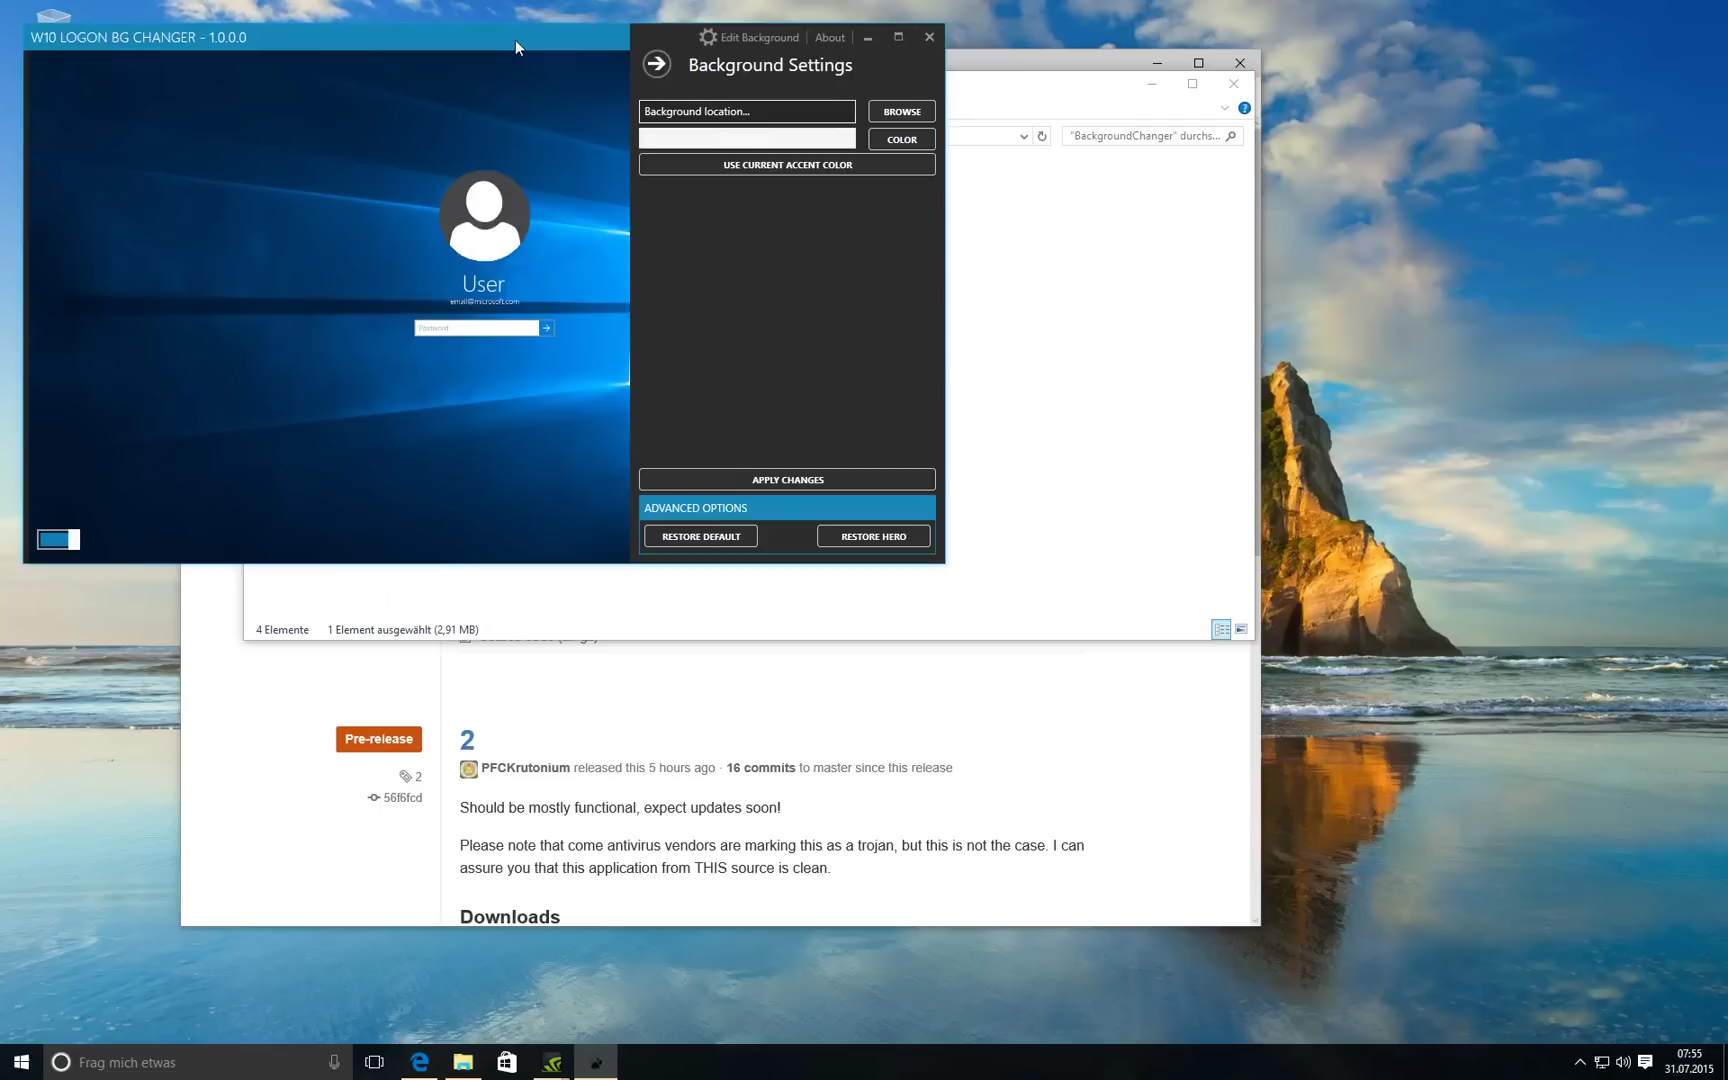 W10 LOGON BG CHANGER - 1.0.0.0
Edit Background
About
Background Settings
Background location...
BROWSE
COLOR
USE CURRENT ACCENT COLOR
"BackgroundChanger" durchs...
User
email@microsoft.com
Password
APPLY CHANGES
ADVANCED OPTIONS
RESTORE DEFAULT
RESTORE HERO
4 Elemente
1 Element ausgewählt (2,91 MB)
Pre-release
2
2
56f6fcd
PFCKrutonium released this 5 hours ago · 16 commits to master since this release
Should be mostly functional, expect updates soon!
Please note that come antivirus vendors are marking this as a trojan, but this is not the case. I can
assure you that this application from THIS source is clean.
Downloads
Frag mich etwas
07:55
31.07.2015